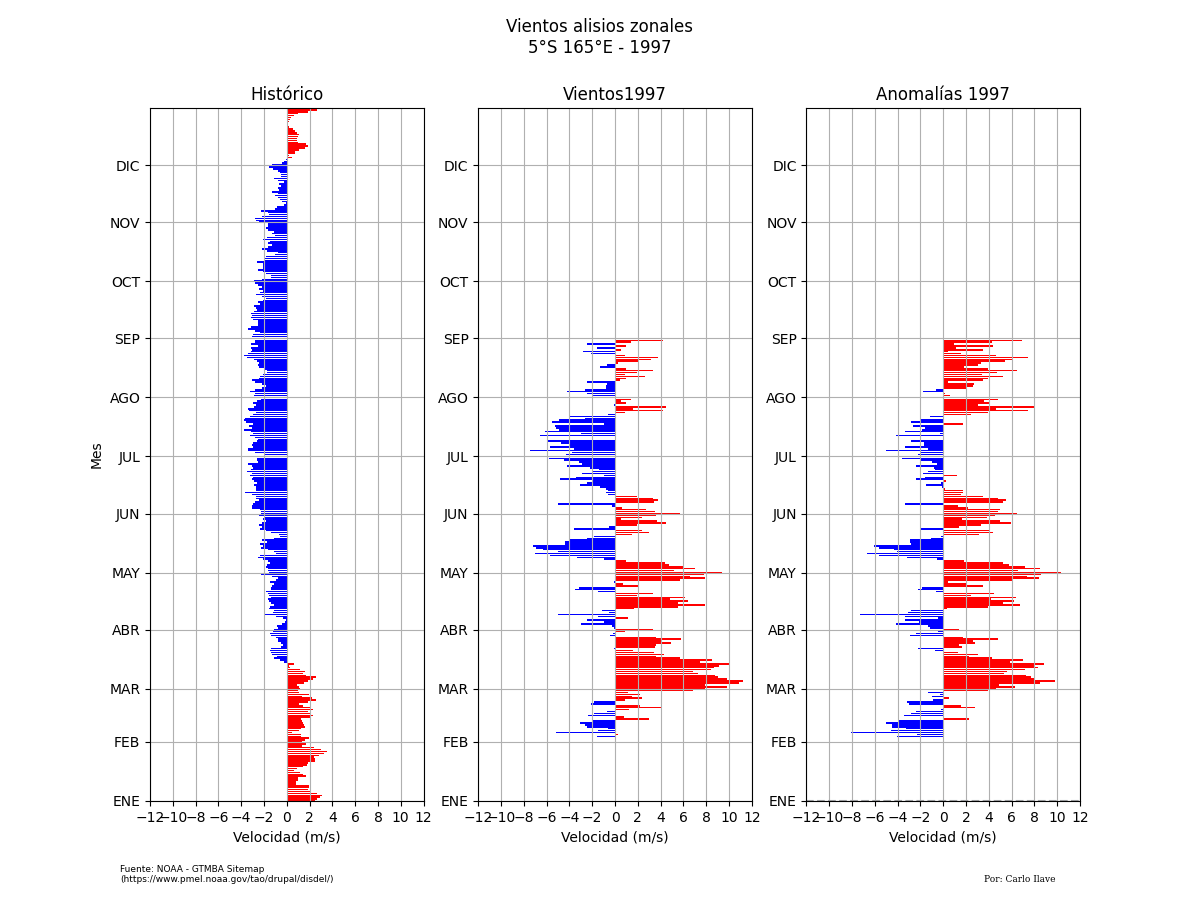 Vientos alisios zonales
5°S 165°E - 1997
Histórico
Vientos1997
Anomalías 1997
DIC
NOV
OCT
SEP
AGO
JUL
JUN
MAY
ABR
MAR
FEB
ENE
Mes
−12 −10 −8 −6 −4 −2 0 2 4 6 8 10 12
Velocidad (m/s)
DIC
NOV
OCT
SEP
AGO
JUL
JUN
MAY
ABR
MAR
FEB
ENE
−12 −10 −8 −6 −4 −2 0 2 4 6 8 10 12
Velocidad (m/s)
DIC
NOV
OCT
SEP
AGO
JUL
JUN
MAY
ABR
MAR
FEB
ENE
−12 −10 −8 −6 −4 −2 0 2 4 6 8 10 12
Velocidad (m/s)
Fuente: NOAA - GTMBA Sitemap
(https://www.pmel.noaa.gov/tao/drupal/disdel/)
Por: Carlo Ilave